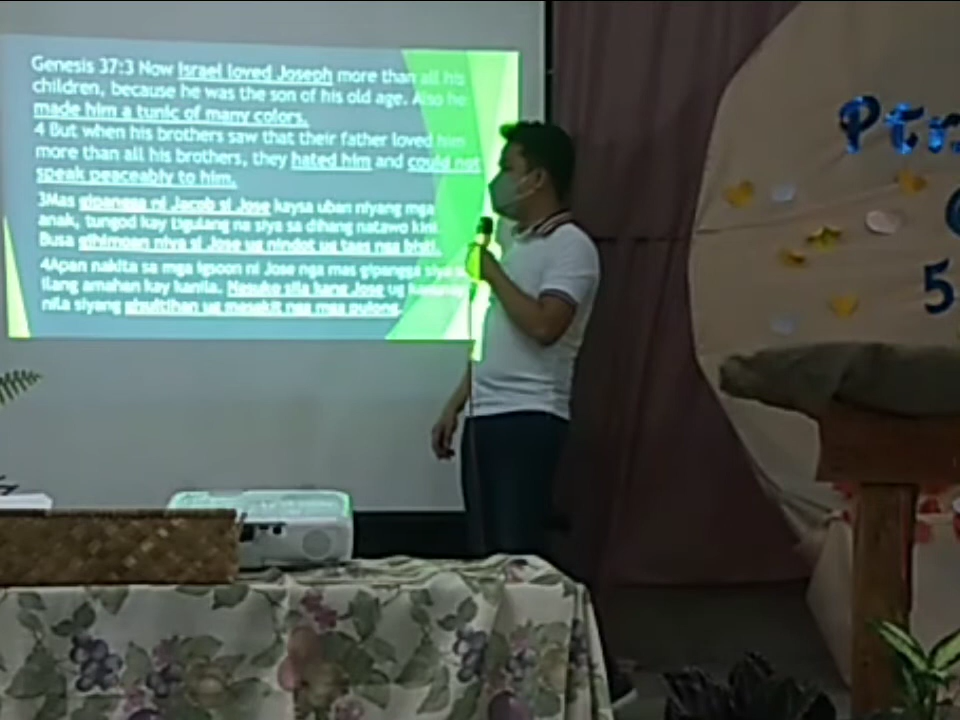 Genesis 37:3 Now Israel loved Joseph more than all his
children, because he was the son of his old age. Also he
made him a tunic of many colors.
4 But when his brothers saw that their father loved him
more than all his brothers, they hated him and could not
speak peaceably to him.
3Mas gipangga ni Jacob si Jose kaysa uban niyang mga
anak, tungod kay tigulang na siya sa dihang natawo kini.
Busa gihimoan niya si Jose ug nindot ug taas nga bisti.
4Apan nakita sa mga igsoon ni Jose nga mas gipangga siya sa
ilang amahan kay kanila. Nasuko sila kang Jose ug
nila siyang ginsultihan ug masakit nga mga pulong.
Ptr
5